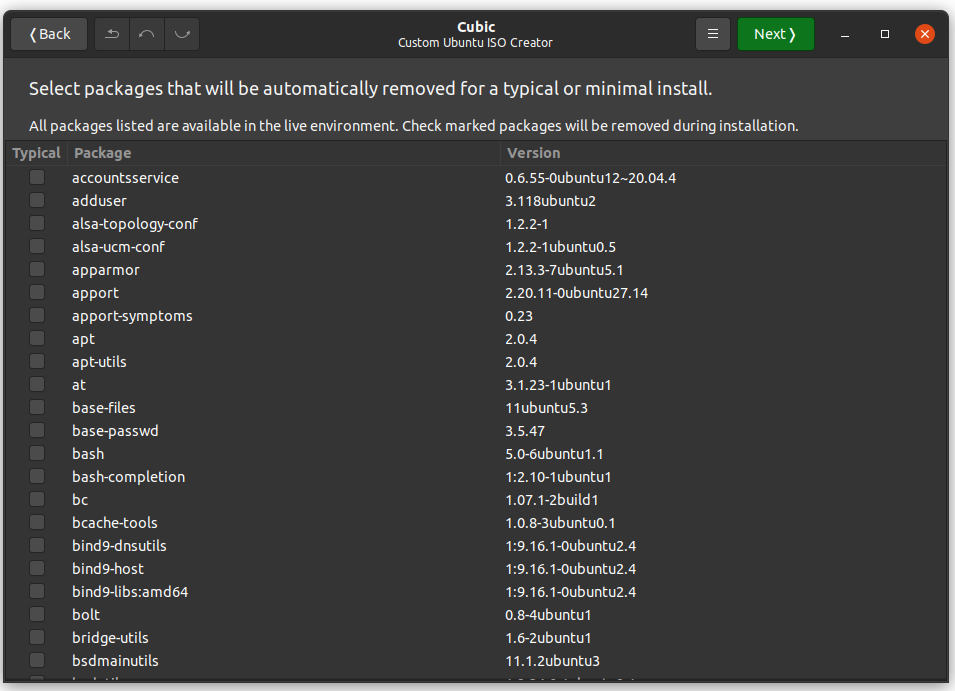 ❬Back
Cubic
Custom Ubuntu ISO Creator
Next❭
Select packages that will be automatically removed for a typical or minimal install.
All packages listed are available in the live environment. Check marked packages will be removed during installation.
Typical Package Version
accountsservice 0.6.55-0ubuntu12~20.04.4
adduser 3.118ubuntu2
alsa-topology-conf 1.2.2-1
alsa-ucm-conf 1.2.2-1ubuntu0.5
apparmor 2.13.3-7ubuntu5.1
apport 2.20.11-0ubuntu27.14
apport-symptoms 0.23
apt 2.0.4
apt-utils 2.0.4
at 3.1.23-1ubuntu1
base-files 11ubuntu5.3
base-passwd 3.5.47
bash 5.0-6ubuntu1.1
bash-completion 1:2.10-1ubuntu1
bc 1.07.1-2build1
bcache-tools 1.0.8-3ubuntu0.1
bind9-dnsutils 1:9.16.1-0ubuntu2.4
bind9-host 1:9.16.1-0ubuntu2.4
bind9-libs:amd64 1:9.16.1-0ubuntu2.4
bolt 0.8-4ubuntu1
bridge-utils 1.6-2ubuntu1
bsdmainutils 11.1.2ubuntu3